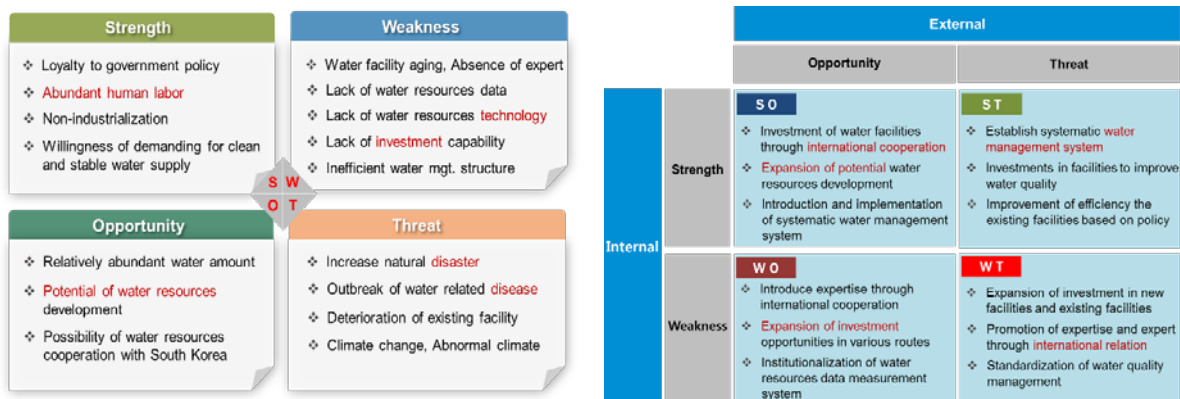 Strength
❖ Loyalty to government policy
❖ Abundant human labor
❖ Non-industrialization
❖ Willingness of demanding for clean
and stable water supply
Weakness
❖ Water facility aging, Absence of expert
❖ Lack of water resources data
❖ Lack of water resources technology
❖ Lack of investment capability
❖ Inefficient water mgt. structure
S W
O T
Opportunity
❖ Relatively abundant water amount
❖ Potential of water resources
development
❖ Possibility of water resources
cooperation with South Korea
Threat
❖ Increase natural disaster
❖ Outbreak of water related disease
❖ Deterioration of existing facility
❖ Climate change, Abnormal climate
External
Opportunity
Threat
Internal
Strength
S O
❖ Investment of water facilities
through international cooperation
❖ Expansion of potential water
resources development
❖ Introduction and implementation
of systematic water management
system
S T
❖ Establish systematic water
management system
❖ Investments in facilities to improve
water quality
❖ Improvement of efficiency the
existing facilities based on policy
Weakness
W O
❖ Introduce expertise through
international cooperation
❖ Expansion of investment
opportunities in various routes
❖ Institutionalization of water
resources data measurement
system
W T
❖ Expansion of investment in new
facilities and existing facilities
❖ Promotion of expertise and expert
through international relation
❖ Standardization of water quality
management